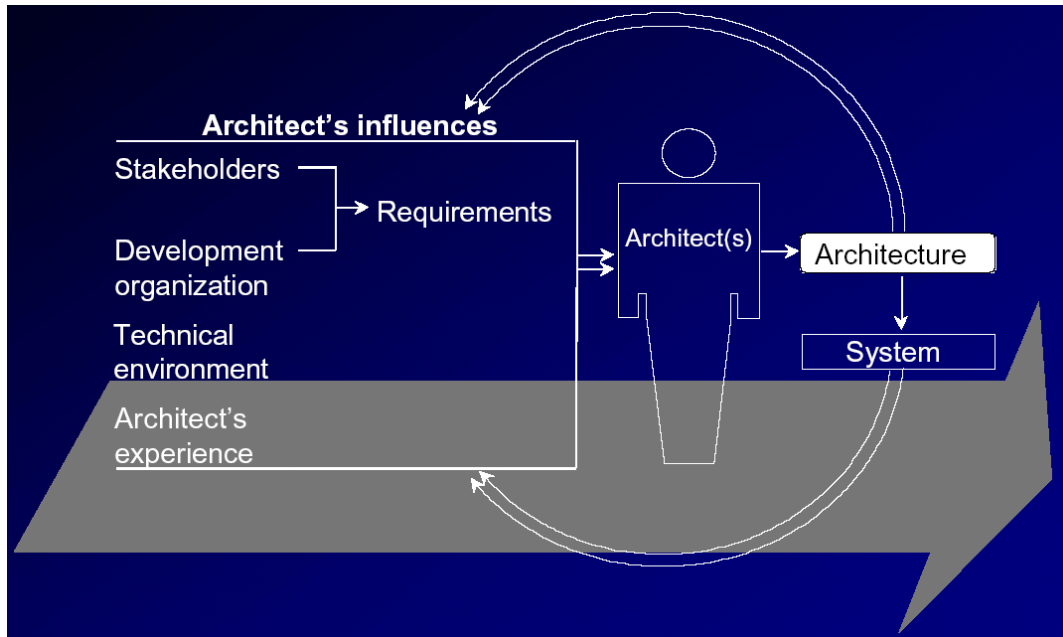 Architect’s influences
Stakeholders
Requirements
Development
organization
Technical
environment
Architect’s
experience
Architect(s)
Architecture
System